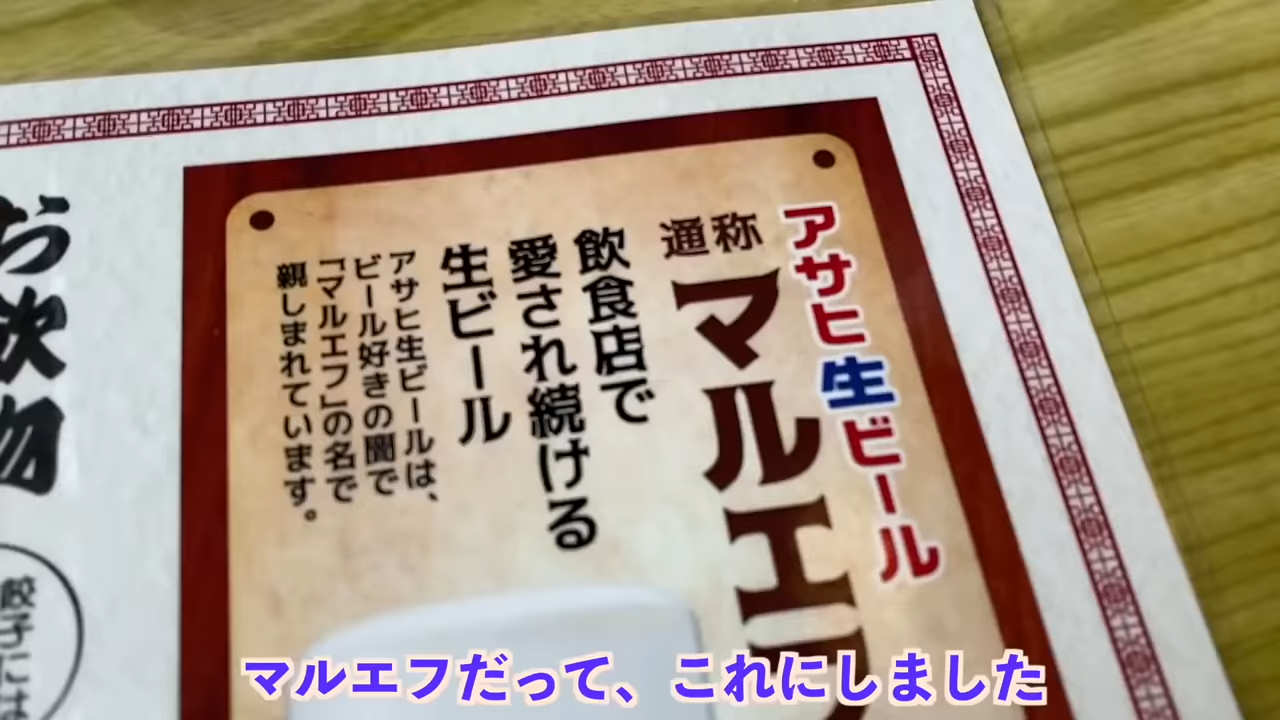 アサヒ生ビール
通称
マルエフ
飲食店で
愛され続ける
生ビール
アサヒ生ビールは、
ビール好きの間で
「マルエフ」の名で
親しまれています。
お飲物
餃子には
マルエフだって、これにしました